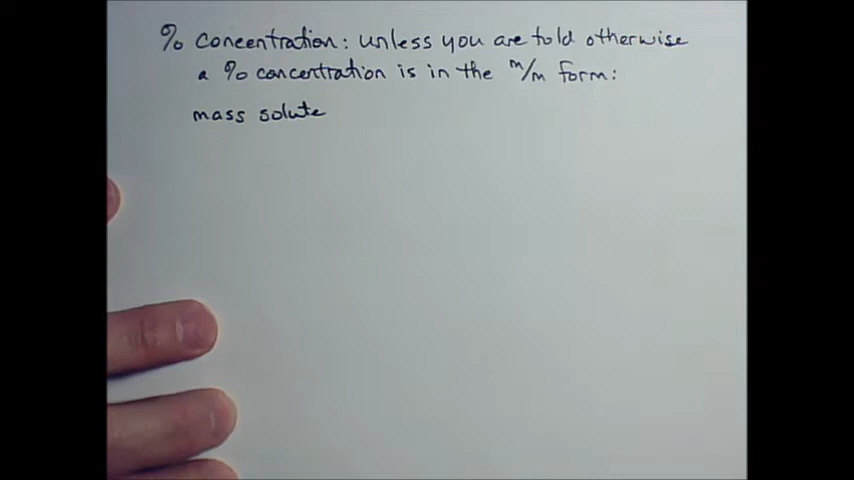 % concentration: unless you are told otherwise
a % concentration is in the m/m form:
mass solute